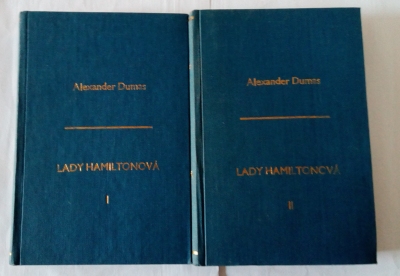 Alexander Dumas
LADY HAMILTONOVÁ
I
Alexander Dumas
LADY HAMILTONOVÁ
II